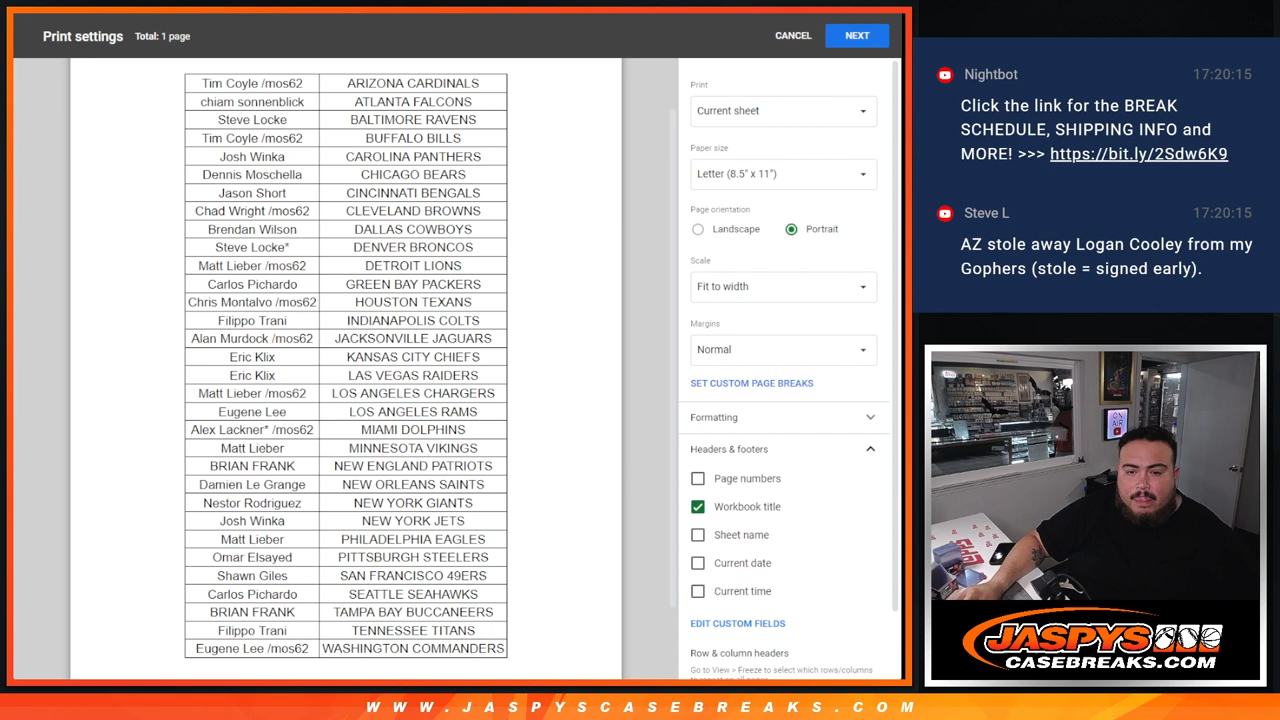 Print settings Total: 1 page CANCEL NEXT
Tim Coyle /mos62 ARIZONA CARDINALS
chiam sonnenblick ATLANTA FALCONS
Steve Locke BALTIMORE RAVENS
Tim Coyle /mos62 BUFFALO BILLS
Josh Winka CAROLINA PANTHERS
Dennis Moschella CHICAGO BEARS
Jason Short CINCINNATI BENGALS
Chad Wright /mos62 CLEVELAND BROWNS
Brendan Wilson DALLAS COWBOYS
Steve Locke* DENVER BRONCOS
Matt Lieber /mos62 DETROIT LIONS
Carlos Pichardo GREEN BAY PACKERS
Chris Montalvo /mos62 HOUSTON TEXANS
Filippo Trani INDIANAPOLIS COLTS
Alan Murdock /mos62 JACKSONVILLE JAGUARS
Eric Klix KANSAS CITY CHIEFS
Eric Klix LAS VEGAS RAIDERS
Matt Lieber /mos62 LOS ANGELES CHARGERS
Eugene Lee LOS ANGELES RAMS
Alex Lackner* /mos62 MIAMI DOLPHINS
Matt Lieber MINNESOTA VIKINGS
BRIAN FRANK NEW ENGLAND PATRIOTS
Damien Le Grange NEW ORLEANS SAINTS
Nestor Rodriguez NEW YORK GIANTS
Josh Winka NEW YORK JETS
Matt Lieber PHILADELPHIA EAGLES
Omar Elsayed PITTSBURGH STEELERS
Shawn Giles SAN FRANCISCO 49ERS
Carlos Pichardo SEATTLE SEAHAWKS
BRIAN FRANK TAMPA BAY BUCCANEERS
Filippo Trani TENNESSEE TITANS
Eugene Lee /mos62 WASHINGTON COMMANDERS
Print
Current sheet
Paper size
Letter (8.5" x 11")
Page orientation
Landscape Portrait
Scale
Fit to width
Margins
Normal
SET CUSTOM PAGE BREAKS
Formatting
Headers & footers
Page numbers
Workbook title
Sheet name
Current date
Current time
EDIT CUSTOM FIELDS
Row & column headers
Go to View > Freeze to select which rows/columns
Nightbot 17:20:15
Click the link for the BREAK
SCHEDULE, SHIPPING INFO and
MORE! >>> https://bit.ly/2Sdw6K9
Steve L 17:20:15
AZ stole away Logan Cooley from my
Gophers (stole = signed early).
ON
AIR
JASPYS
CASEBREAKS.COM
WWW.JASPYSCASEBREAKS.COM